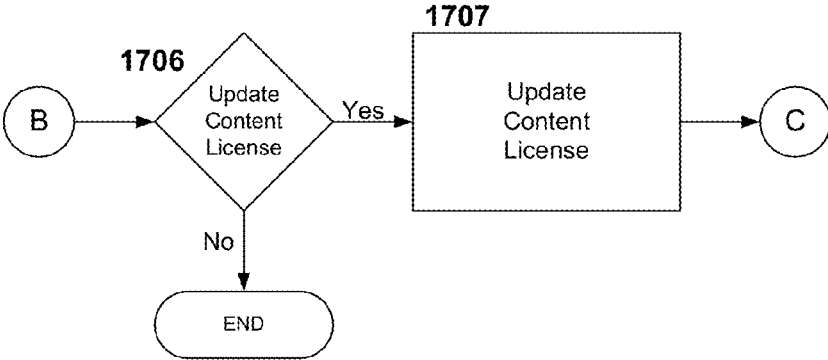 1707
1706
B
Update
Content
License
Yes
Update
Content
License
C
No
END